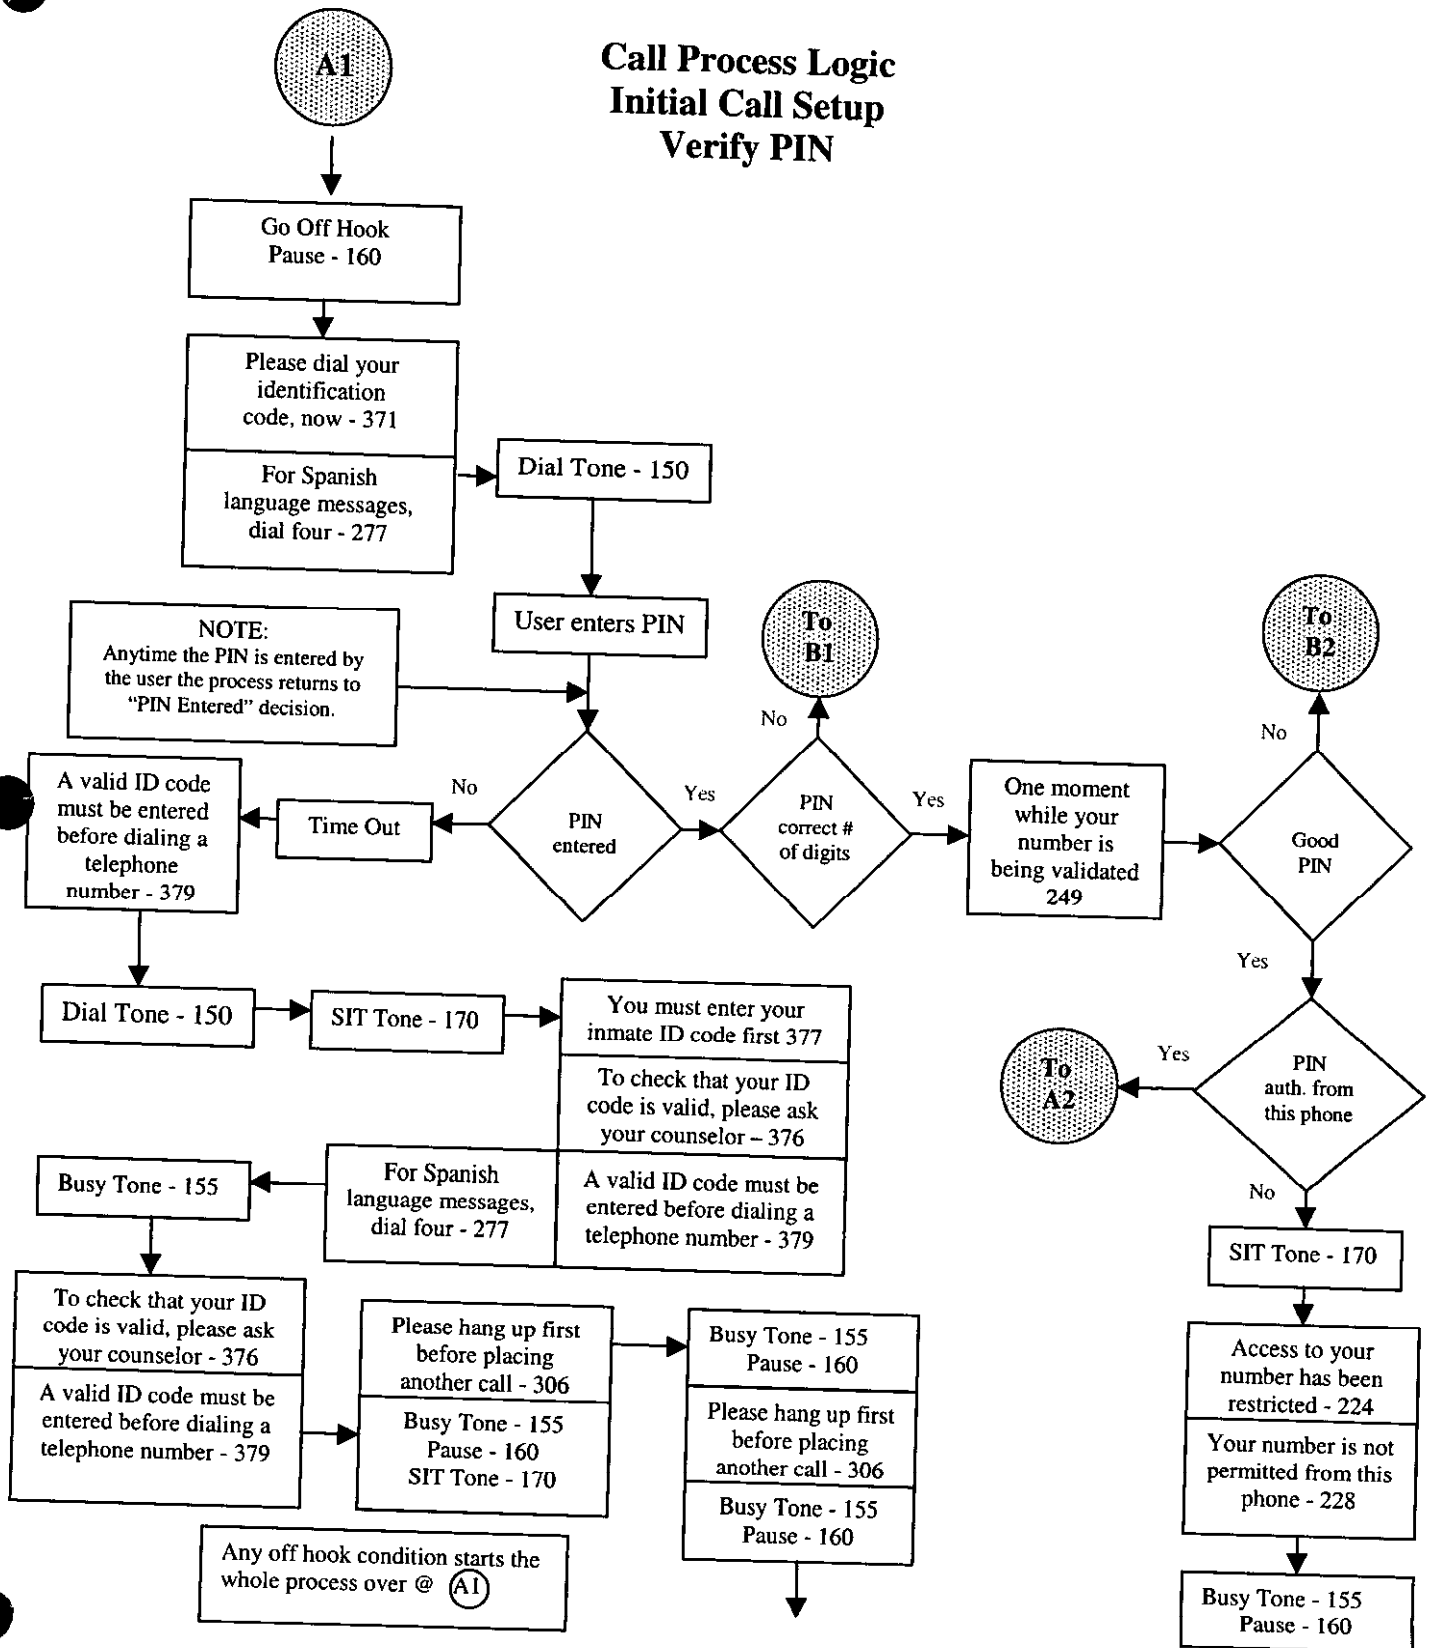 A1
Call Process Logic
Initial Call Setup
Verify PIN
Go Off Hook
Pause - 160
Please dial your
identification
code, now - 371
For Spanish
language messages,
dial four - 277
Dial Tone - 150
User enters PIN
NOTE:
Anytime the PIN is entered by
the user the process returns to
“PIN Entered” decision.
To
B1
To
B2
No
No
A valid ID code
must be entered
before dialing a
telephone
number - 379
Time Out
No
PIN
entered
Yes
PIN
correct #
of digits
Yes
One moment
while your
number is
being validated
249
Good
PIN
Yes
Dial Tone - 150
SIT Tone - 170
You must enter your
inmate ID code first 377
To check that your ID
code is valid, please ask
your counselor – 376
A valid ID code must be
entered before dialing a
telephone number - 379
To
A2
Yes
PIN
auth. from
this phone
No
Busy Tone - 155
For Spanish
language messages,
dial four - 277
SIT Tone - 170
To check that your ID
code is valid, please ask
your counselor - 376
A valid ID code must be
entered before dialing a
telephone number - 379
Please hang up first
before placing
another call - 306
Busy Tone - 155
Pause - 160
SIT Tone - 170
Busy Tone - 155
Pause - 160
Please hang up first
before placing
another call - 306
Busy Tone - 155
Pause - 160
Access to your
number has been
restricted - 224
Your number is not
permitted from this
phone - 228
Any off hook condition starts the
whole process over @ A1
Busy Tone - 155
Pause - 160